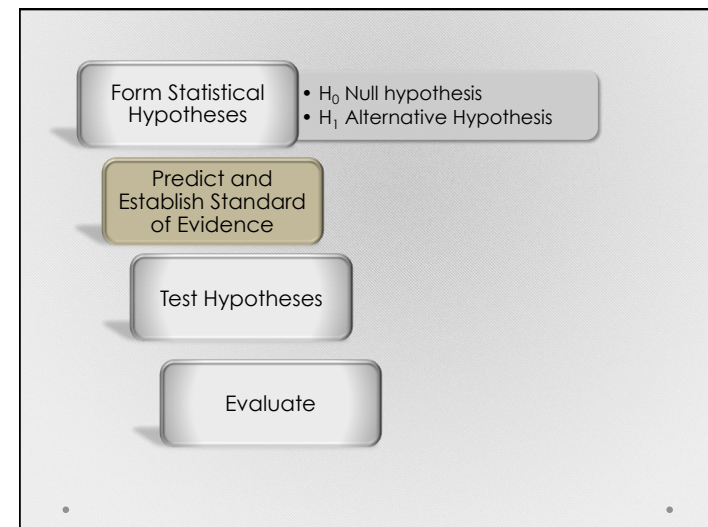 Form Statistical
Hypotheses
• H₀ Null hypothesis
• H₁ Alternative Hypothesis
Predict and
Establish Standard
of Evidence
Test Hypotheses
Evaluate